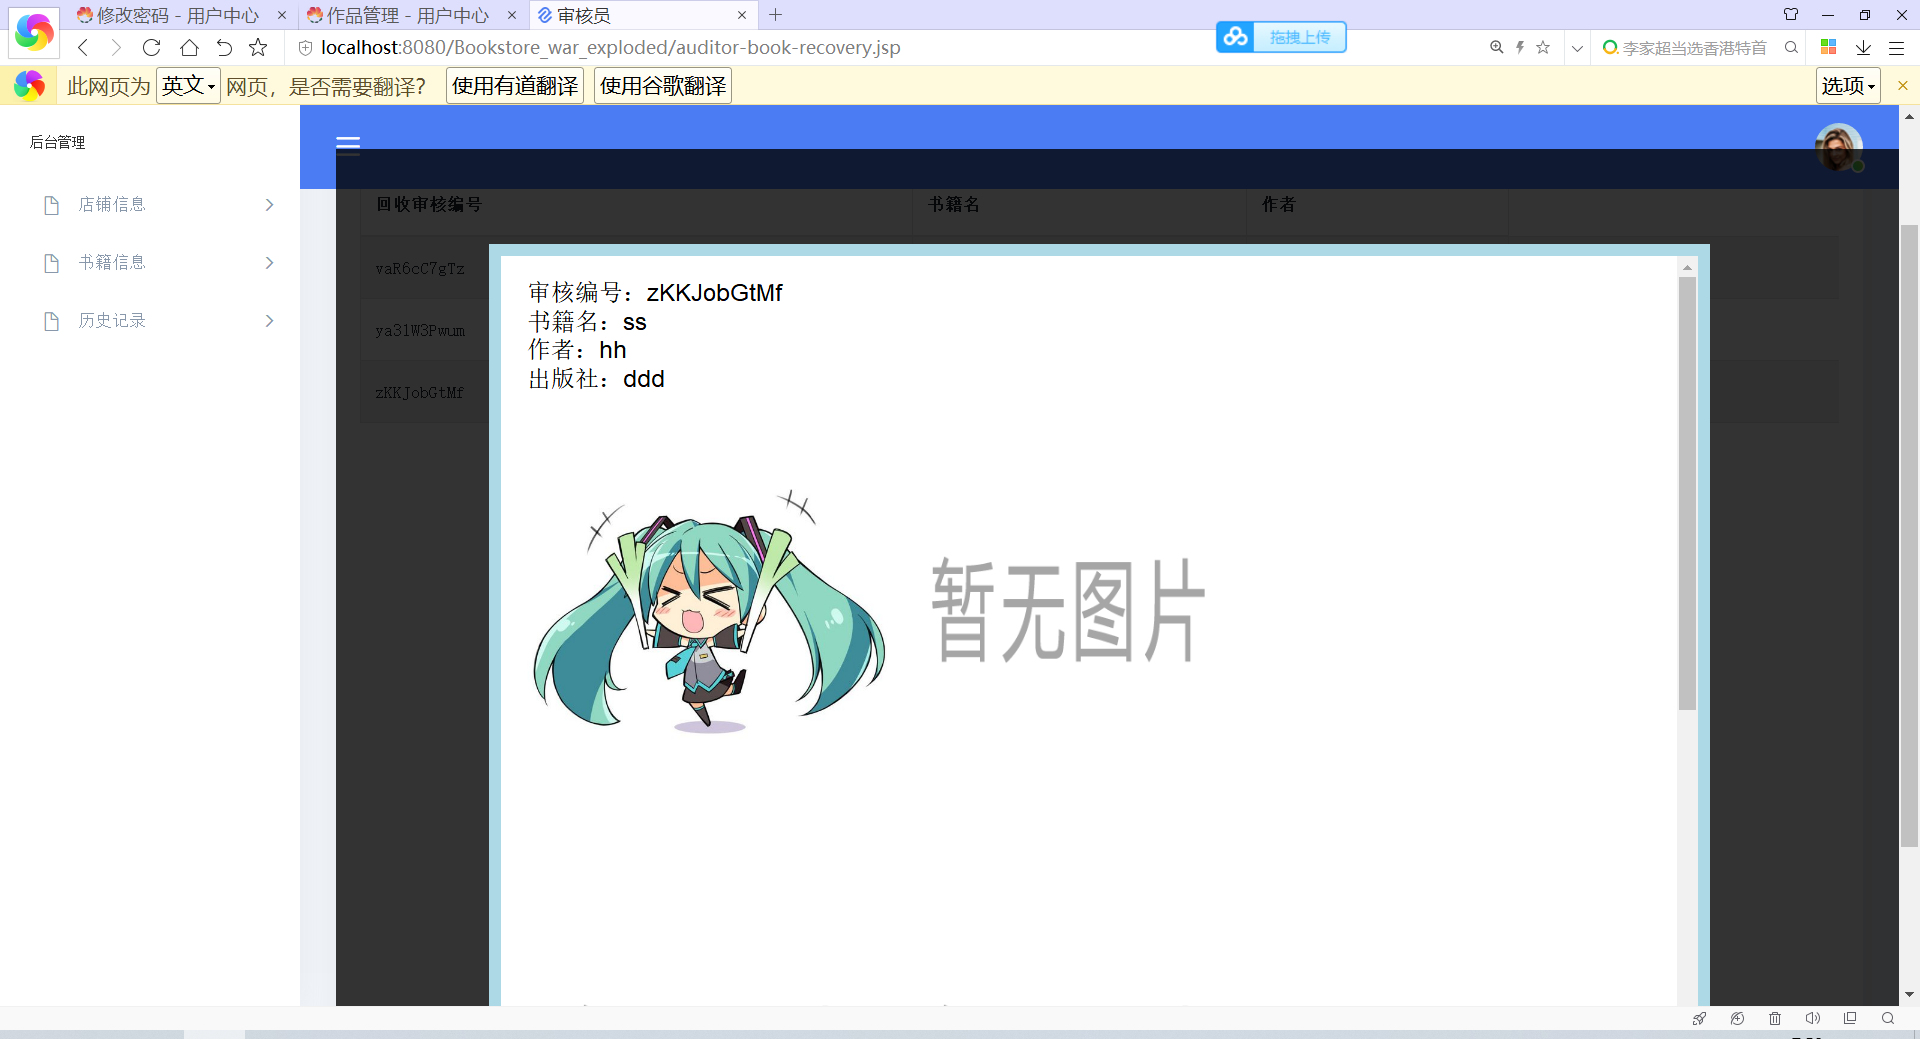 修改密码 - 用户中心
作品管理 - 用户中心
审核员
localhost:8080/Bookstore_war_exploded/auditor-book-recovery.jsp
拖拽上传
李家超当选香港特首
此网页为 英文 网页，是否需要翻译？ 使用有道翻译 使用谷歌翻译 选项
后台管理
店铺信息
书籍信息
历史记录
回收审核编号 书籍名 作者
vaR6cC7gTz
ya31W3Pwum
zKKJobGtMf
审核编号：zKKJobGtMf
书籍名：ss
作者：hh
出版社：ddd
暂无图片